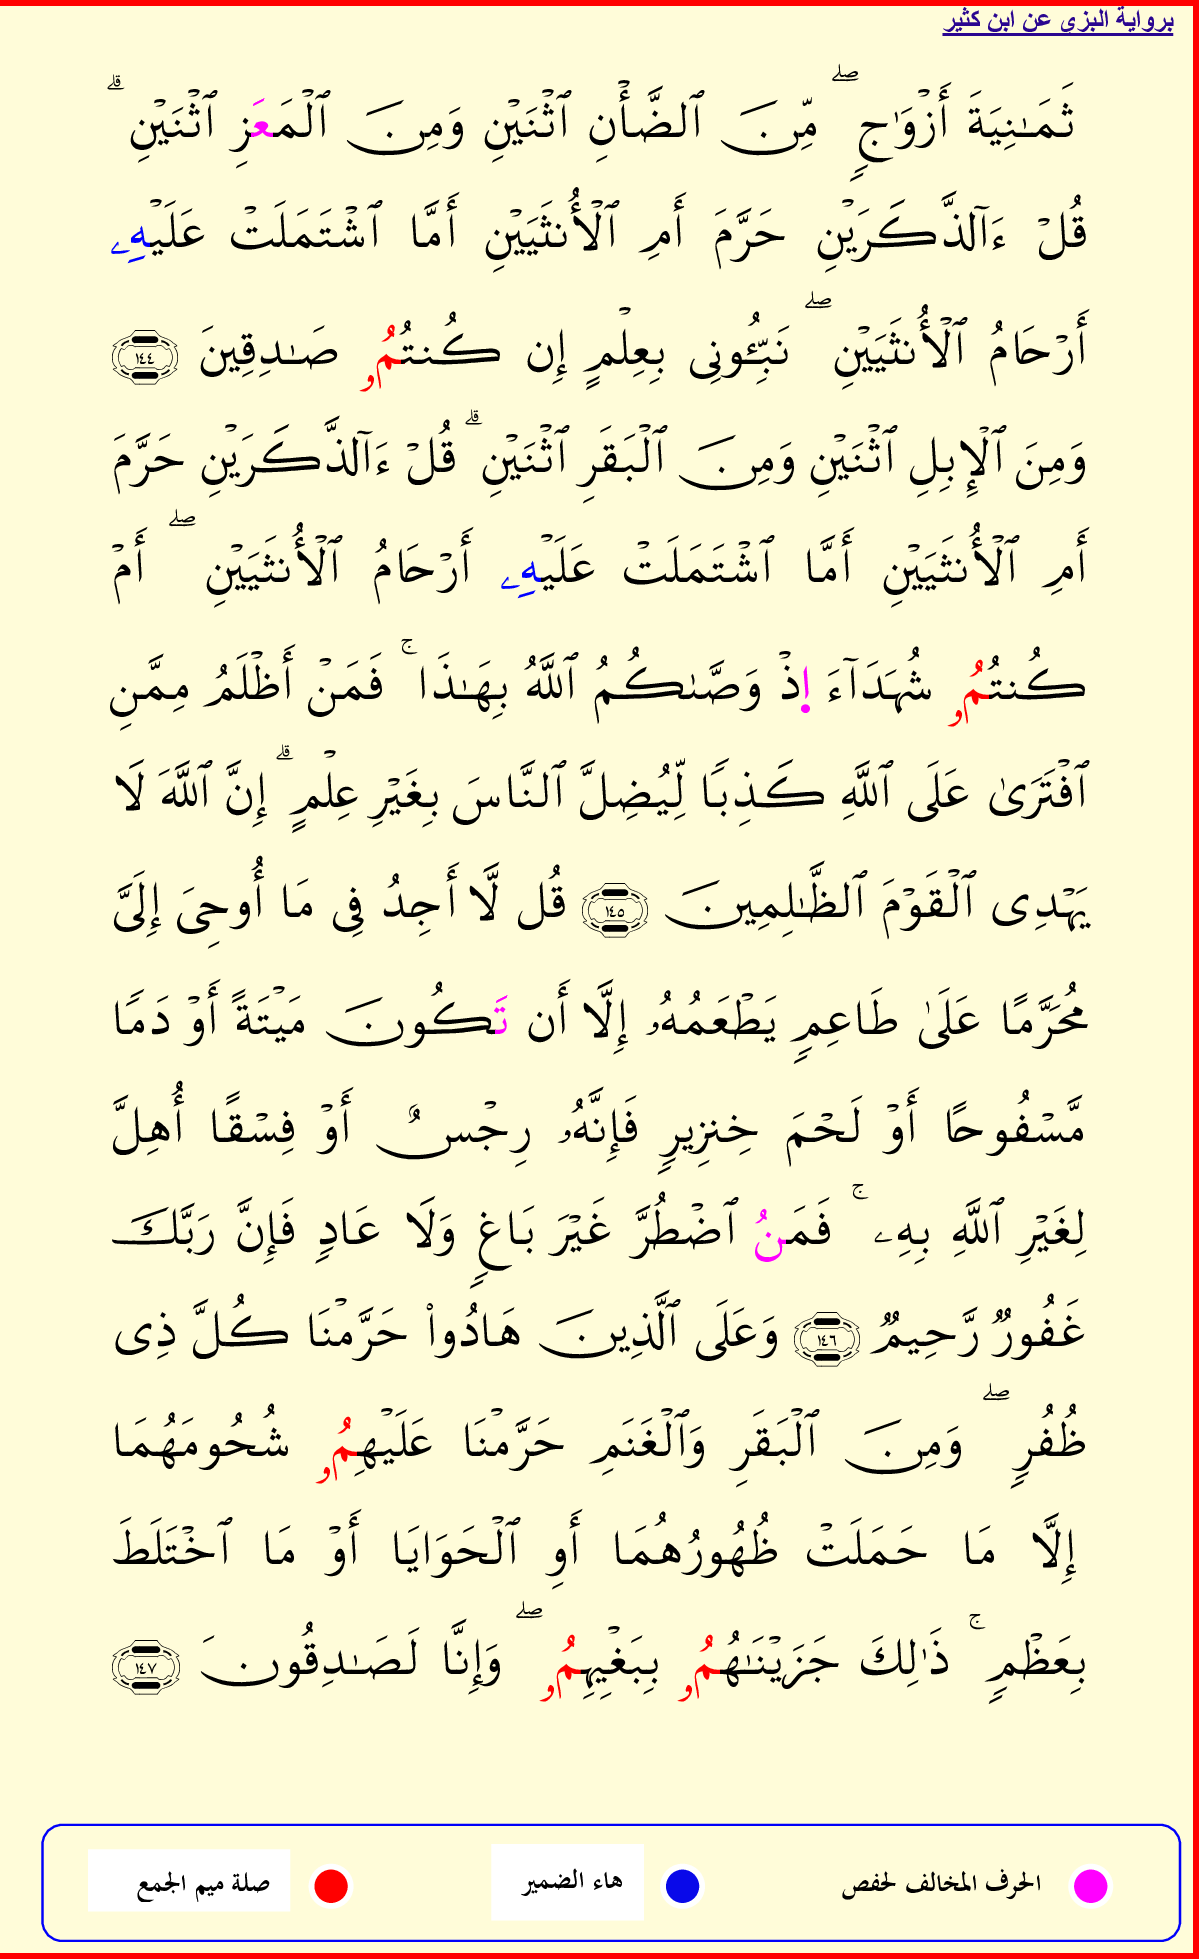 برواية البزي عن ابن كثير
ثَمَـٰنِيَةَ أَزْوَٰجٍ ۖ مِّنَ ٱلضَّأْنِ ٱثْنَيْنِ وَمِنَ ٱلْمَعَزِ ٱثْنَيْنِ ۗ
قُلْ ءَآلذَّكَرَيْنِ حَرَّمَ أَمِ ٱلْأُنثَيَيْنِ أَمَّا ٱشْتَمَلَتْ عَلَيْهِۦ
أَرْحَامُ ٱلْأُنثَيَيْنِ ۖ نَبِّـُٔونِى بِعِلْمٍ إِن كُنتُمُۥ صَـٰدِقِينَ ١٤٤
وَمِنَ ٱلْإِبِلِ ٱثْنَيْنِ وَمِنَ ٱلْبَقَرِ ٱثْنَيْنِ ۗ قُلْ ءَآلذَّكَرَيْنِ حَرَّمَ
أَمِ ٱلْأُنثَيَيْنِ أَمَّا ٱشْتَمَلَتْ عَلَيْهِۦ أَرْحَامُ ٱلْأُنثَيَيْنِ ۖ أَمْ
كُنتُمُۥ شُهَدَآءَ اِ۪ذْ وَصَّىٰكُمُ ٱللَّهُ بِهَـٰذَا ۚ فَمَنْ أَظْلَمُ مِمَّنِ
ٱفْتَرَىٰ عَلَى ٱللَّهِ كَذِبًا لِّيُضِلَّ ٱلنَّاسَ بِغَيْرِ عِلْمٍ ۗ إِنَّ ٱللَّهَ لَا
يَهْدِى ٱلْقَوْمَ ٱلظَّـٰلِمِينَ ١٤٥ قُل لَّا أَجِدُ فِى مَا أُوحِىَ إِلَىَّ
مُحَرَّمًا عَلَىٰ طَاعِمٍ يَطْعَمُهُۥ إِلَّا أَن تَكُونَ مَيْتَةً أَوْ دَمًا
مَّسْفُوحًا أَوْ لَحْمَ خِنزِيرٍ فَإِنَّهُۥ رِجْسٌ أَوْ فِسْقًا أُهِلَّ
لِغَيْرِ ٱللَّهِ بِهِۦ ۚ فَمَنُ ٱضْطُرَّ غَيْرَ بَاغٍ وَلَا عَادٍ فَإِنَّ رَبَّكَ
غَفُورٌ رَّحِيمٌ ١٤٦ وَعَلَى ٱلَّذِينَ هَادُوا۟ حَرَّمْنَا كُلَّ ذِى
ظُفُرٍ ۖ وَمِنَ ٱلْبَقَرِ وَٱلْغَنَمِ حَرَّمْنَا عَلَيْهِمُۥ شُحُومَهُمَا
إِلَّا مَا حَمَلَتْ ظُهُورُهُمَا أَوِ ٱلْحَوَايَا أَوْ مَا ٱخْتَلَطَ
بِعَظْمٍ ۚ ذَٰلِكَ جَزَيْنَـٰهُمُۥ بِبَغْيِهِمُۥ ۖ وَإِنَّا لَصَـٰدِقُونَ ١٤٧
الحرف المخالف لحفص هاء الضمير صلة ميم الجمع